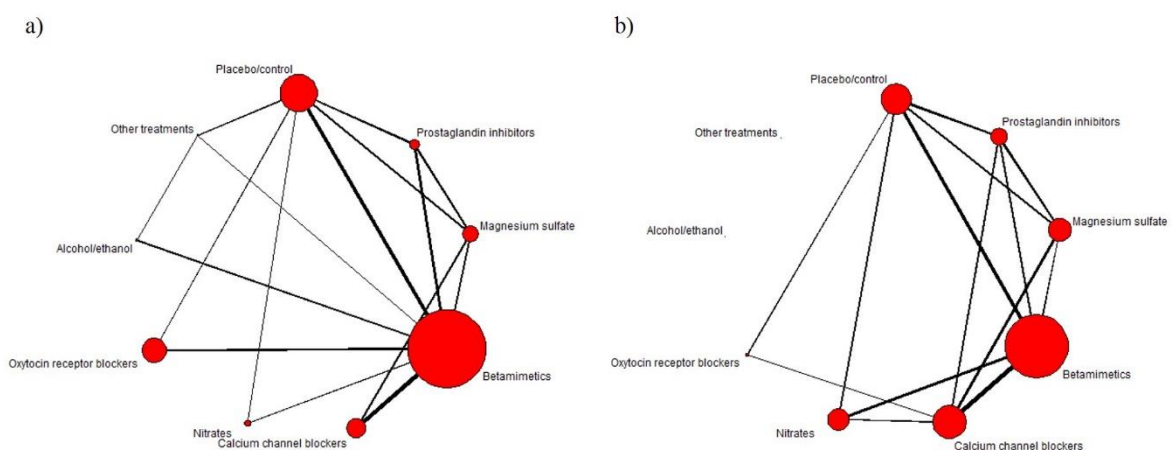 a)
Placebo/control
Other treatments
Prostaglandin inhibitors
Magnesium sulfate
Alcohol/ethanol
Oxytocin receptor blockers
Betamimetics
Nitrates
Calcium channel blockers
b)
Placebo/control
Other treatments
Prostaglandin inhibitors
Magnesium sulfate
Alcohol/ethanol
Oxytocin receptor blockers
Betamimetics
Nitrates
Calcium channel blockers